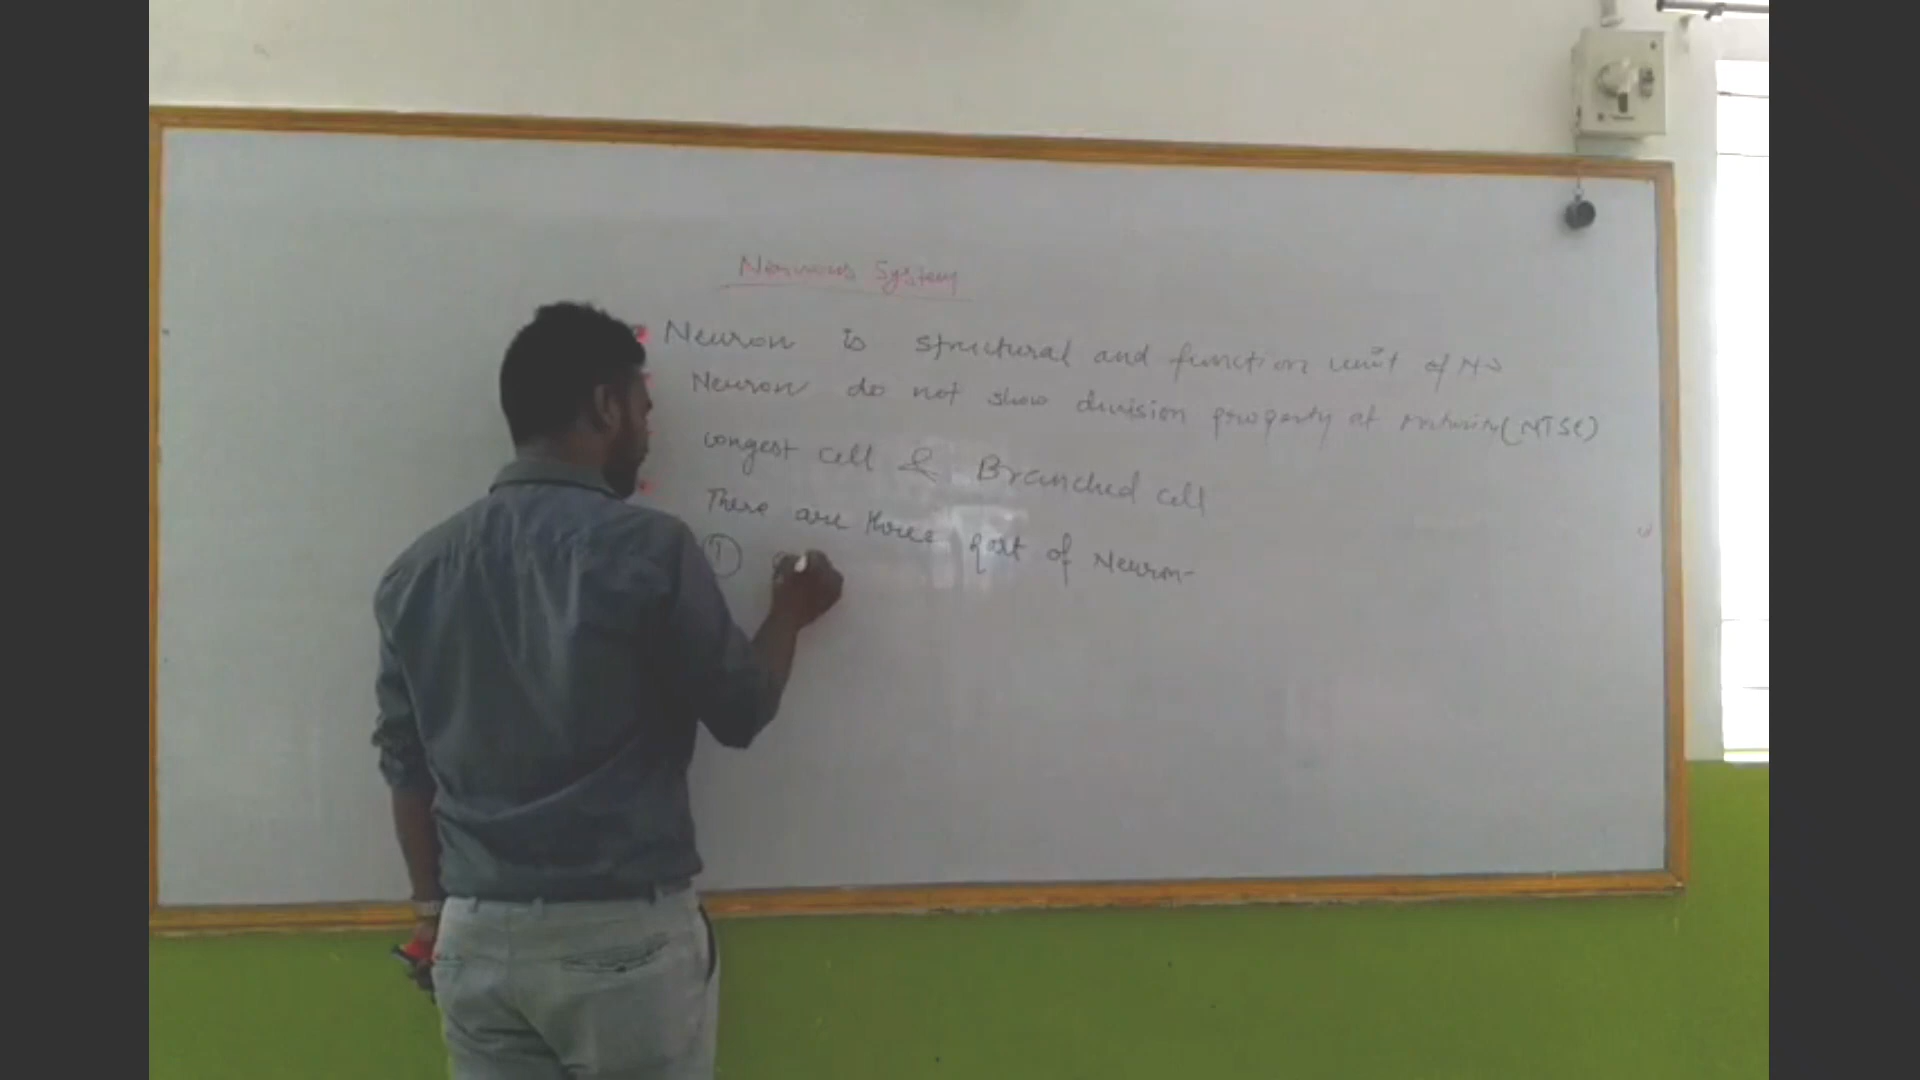 Nervous System
Neuron is structural and function unit of NS
Neuron do not show division property at maturity (NTSE)
Longest cell & Branched cell
There are three part of Neuron-
①